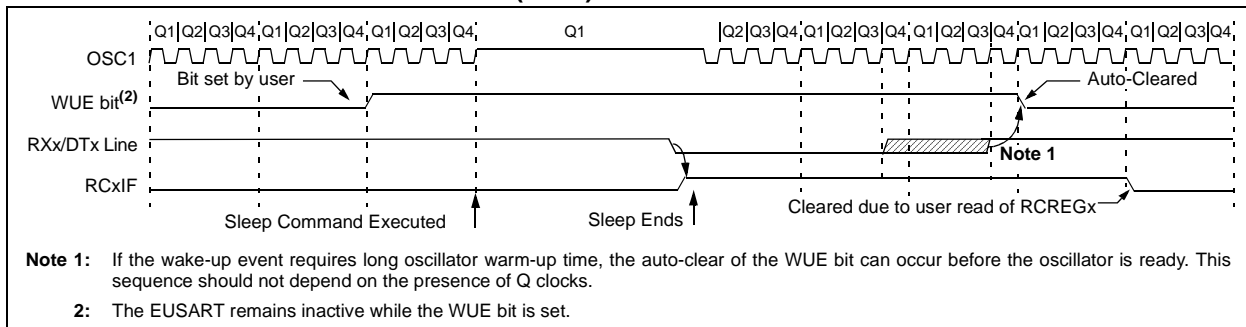 Q1|Q2|Q3|Q4|Q1|Q2|Q3|Q4|Q1|Q2|Q3|Q4 Q1 |Q2|Q3|Q4|Q1|Q2|Q3|Q4|Q1|Q2|Q3|Q4|Q1|Q2|Q3|Q4|Q1|Q2|Q3|Q4
OSC1
Bit set by user Auto-Cleared
WUE bit(2)
RXx/DTx Line
Note 1
RCxIF
Sleep Command Executed Sleep Ends Cleared due to user read of RCREGx
Note 1: If the wake-up event requires long oscillator warm-up time, the auto-clear of the WUE bit can occur before the oscillator is ready. This
sequence should not depend on the presence of Q clocks.
2: The EUSART remains inactive while the WUE bit is set.